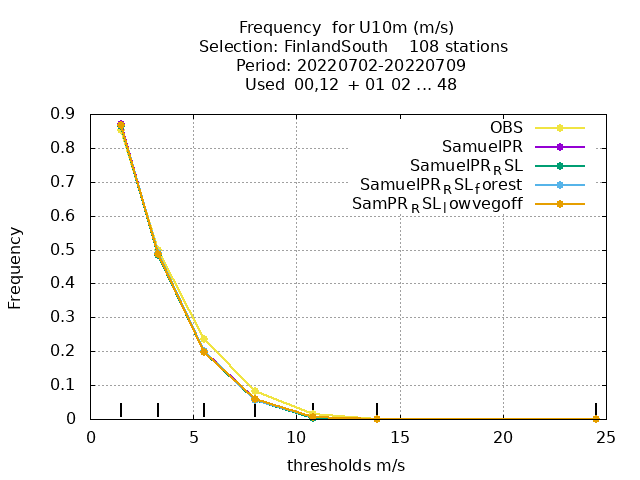 Frequency for U10m (m/s)
Selection: FinlandSouth 108 stations
Period: 20220702-20220709
Used 00,12 + 01 02 ... 48
0.9
0.8
0.7
0.6
0.5
0.4
0.3
0.2
0.1
0
Frequency
OBS
SamuelPR
SamuelPR_RSL
SamuelPR_RSL_forest
SamPR_RSL_lowvegoff
0 5 10 15 20 25
thresholds m/s